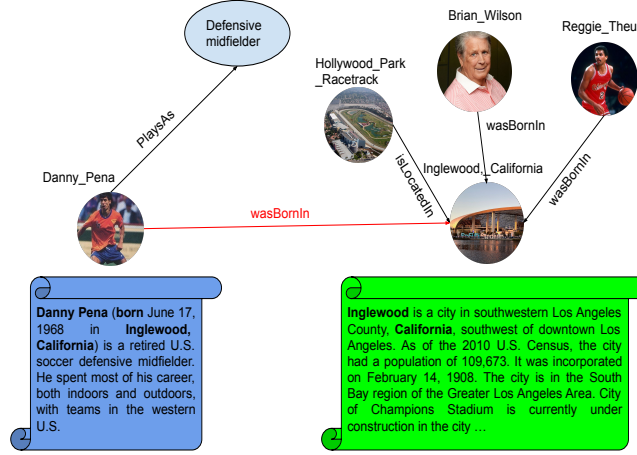 Defensive
midfielder
Brian_Wilson
Reggie_Theu
Hollywood_Park
_Racetrack
PlaysAs
wasBornIn
isLocatedIn
wasBornIn
Inglewood,_California
Danny_Pena
wasBornIn
Danny Pena (born June 17,
1968 in Inglewood,
California) is a retired U.S.
soccer defensive midfielder.
He spent most of his career,
both indoors and outdoors,
with teams in the western
U.S.
Inglewood is a city in southwestern Los Angeles
County, California, southwest of downtown Los
Angeles. As of the 2010 U.S. Census, the city
had a population of 109,673. It was incorporated
on February 14, 1908. The city is in the South
Bay region of the Greater Los Angeles Area. City
of Champions Stadium is currently under
construction in the city ...